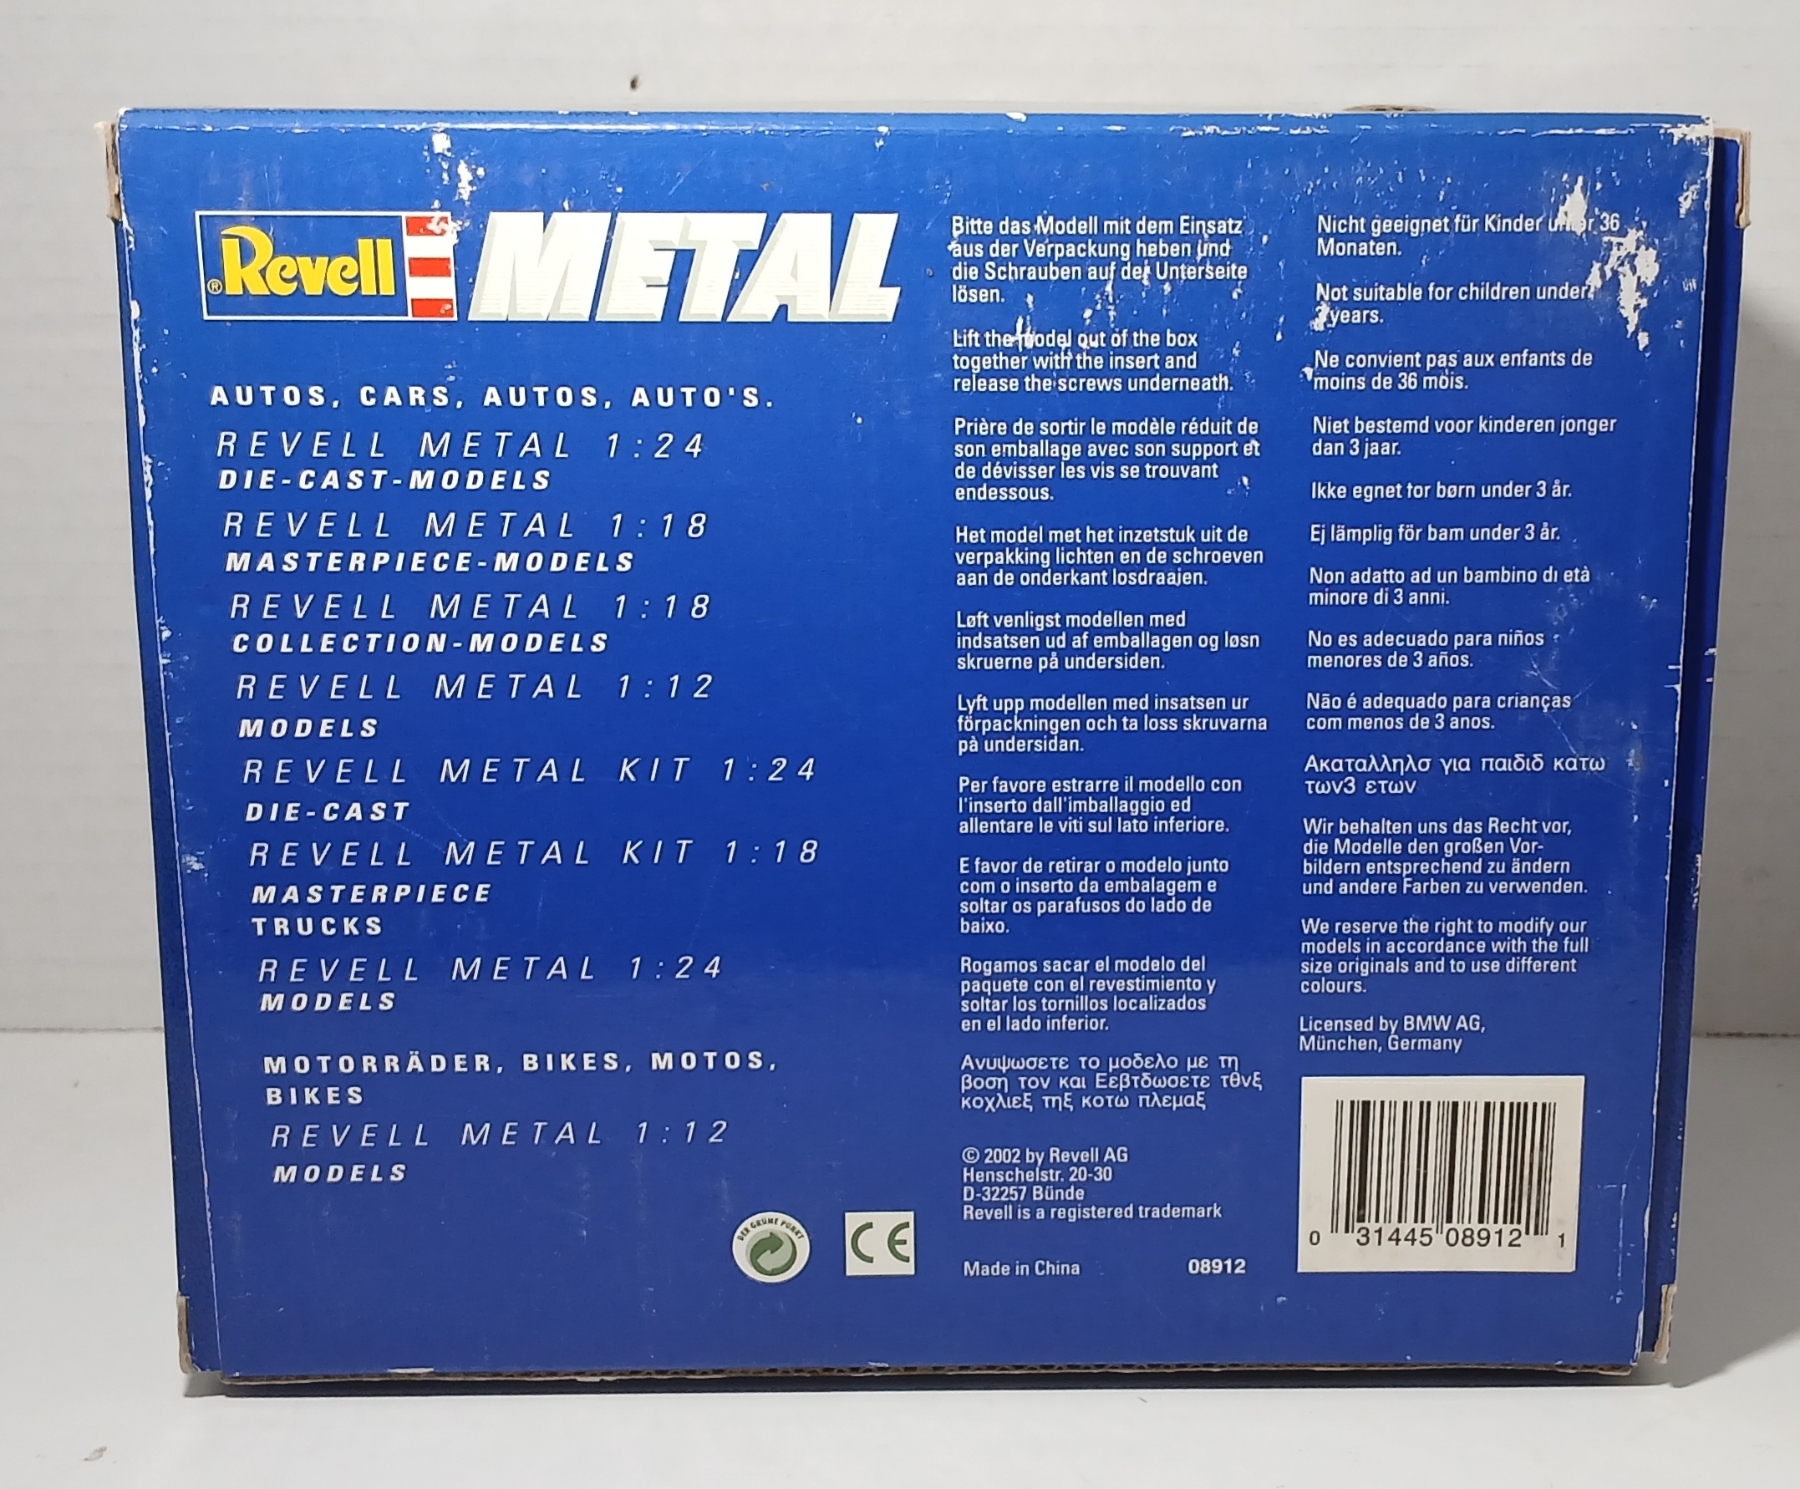 Revell METAL
®
AUTOS, CARS, AUTOS, AUTO'S.
REVELL METAL 1:24
DIE-CAST-MODELS
REVELL METAL 1:18
MASTERPIECE-MODELS
REVELL METAL 1:18
COLLECTION-MODELS
REVELL METAL 1:12
MODELS
REVELL METAL KIT 1:24
DIE-CAST
REVELL METAL KIT 1:18
MASTERPIECE
TRUCKS
REVELL METAL 1:24
MODELS
MOTORRÄDER, BIKES, MOTOS,
BIKES
REVELL METAL 1:12
MODELS
DER GRÜNE PUNKT
CE
Bitte das Modell mit dem Einsatz
aus der Verpackung heben und
die Schrauben auf der Unterseite
lösen.
Lift the model out of the box
together with the insert and
release the screws underneath.
Prière de sortir le modèle réduit de
son emballage avec son support et
de dévisser les vis se trouvant
endessous.
Het model met het inzetstuk uit de
verpakking lichten en de schroeven
aan de onderkant losdraajen.
Løft venligst modellen med
indsatsen ud af emballagen og løsn
skruerne på undersiden.
Lyft upp modellen med insatsen ur
förpackningen och ta loss skruvarna
pà undersidan.
Per favore estrarre il modello con
l'inserto dall'imballaggio ed
allentare le viti sul lato inferiore.
E favor de retirar o modelo junto
com o inserto da embalagem e
soltar os parafusos do lado de
baixo.
Rogamos sacar el modelo del
paquete con el revestimiento y
soltar los tornillos localizados
en el lado inferior.
Ανυψωσετε το μοδελο με τη
βοση τον και Εεβτδωσετε τθνξ
κοχλιεξ τηξ κοτω πλεμαξ
© 2002 by Revell AG
Henschelstr. 20-30
D-32257 Bünde
Revell is a registered trademark
Made in China 08912
Nicht geeignet für Kinder unter 36
Monaten.
Not suitable for children under
years.
Ne convient pas aux enfants de
moins de 36 mois.
Niet bestemd voor kinderen jonger
dan 3 jaar.
Ikke egnet for børn under 3 år.
Ej lämplig för bam under 3 år.
Non adatto ad un bambino di età
minore di 3 anni.
No es adecuado para niños
menores de 3 años.
Não é adequado para crianças
com menos de 3 anos.
Ακαταλληλσ για παιδιδ κατω
των3 ετων
Wir behalten uns das Recht vor,
die Modelle den großen Vor-
bildern entsprechend zu ändern
und andere Farben zu verwenden.
We reserve the right to modify our
models in accordance with the full
size originals and to use different
colours.
Licensed by BMW AG,
München, Germany
0 31445 08912 1